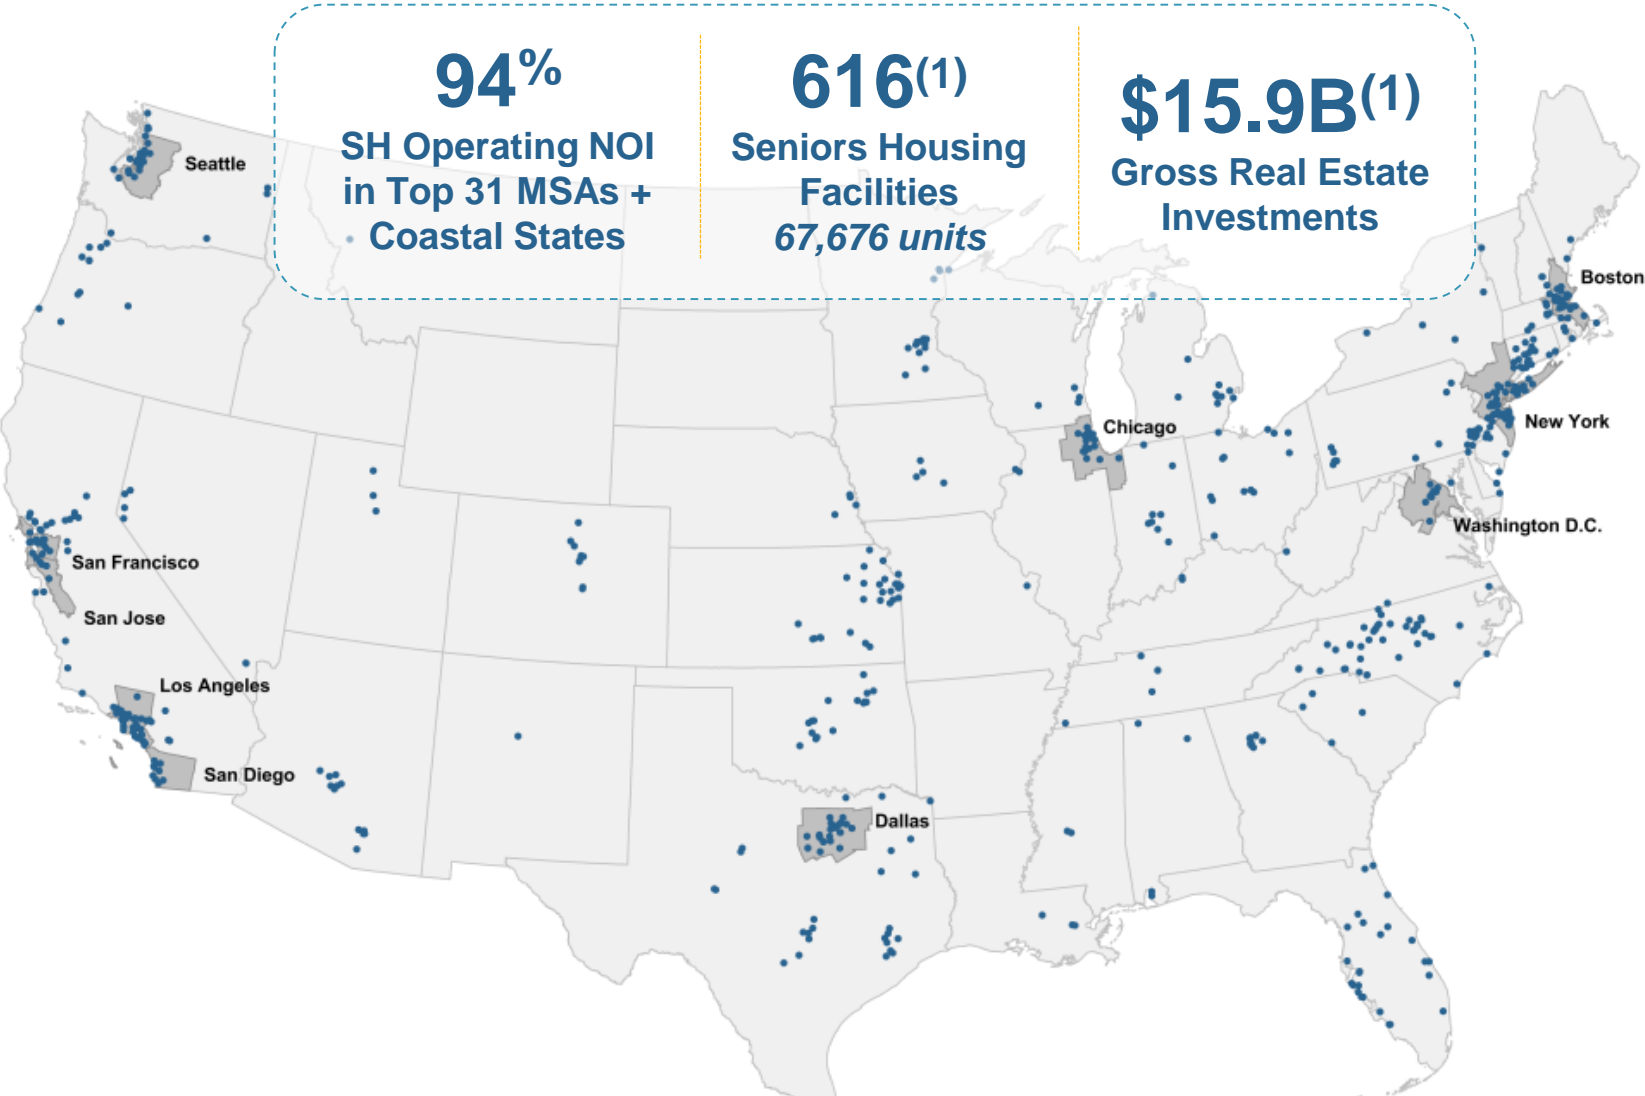 94%
SH Operating NOI
in Top 31 MSAs +
Coastal States
616(1)
Seniors Housing
Facilities
67,676 units
$15.9B(1)
Gross Real Estate
Investments
Seattle
Boston
Chicago
New York
Washington D.C.
San Francisco
San Jose
Los Angeles
San Diego
Dallas